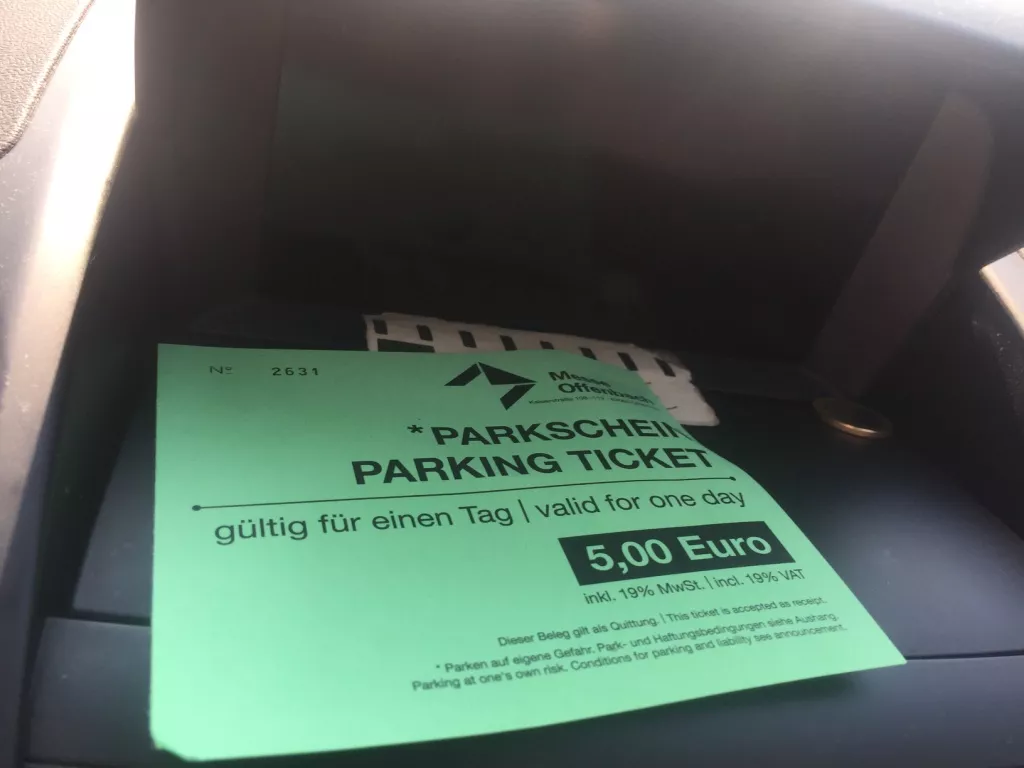 Nº 2631
Messe
Offenbach
*PARKSCHEIN
PARKING TICKET
gültig für einen Tag | valid for one day
5,00 Euro
inkl. 19% MwSt. | incl. 19% VAT
Dieser Beleg gilt als Quittung. | This ticket is accepted as receipt.
* Parken auf eigene Gefahr. Park- und Haftungsbedingungen siehe Aushang.
Parking at one's own risk. Conditions for parking and liability see announcement.